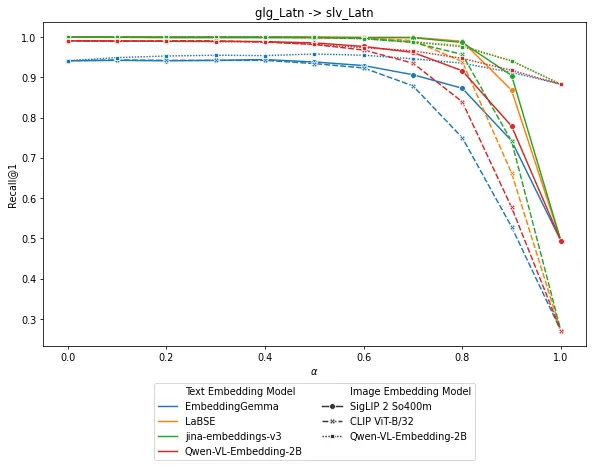 glg_Latn -> slv_Latn
Recall@1
1.0
0.9
0.8
0.7
0.6
0.5
0.4
0.3
0.0 0.2 0.4 0.6 0.8 1.0
α
Text Embedding Model Image Embedding Model
EmbeddingGemma SigLIP 2 So400m
LaBSE CLIP ViT-B/32
jina-embeddings-v3 Qwen-VL-Embedding-2B
Qwen-VL-Embedding-2B